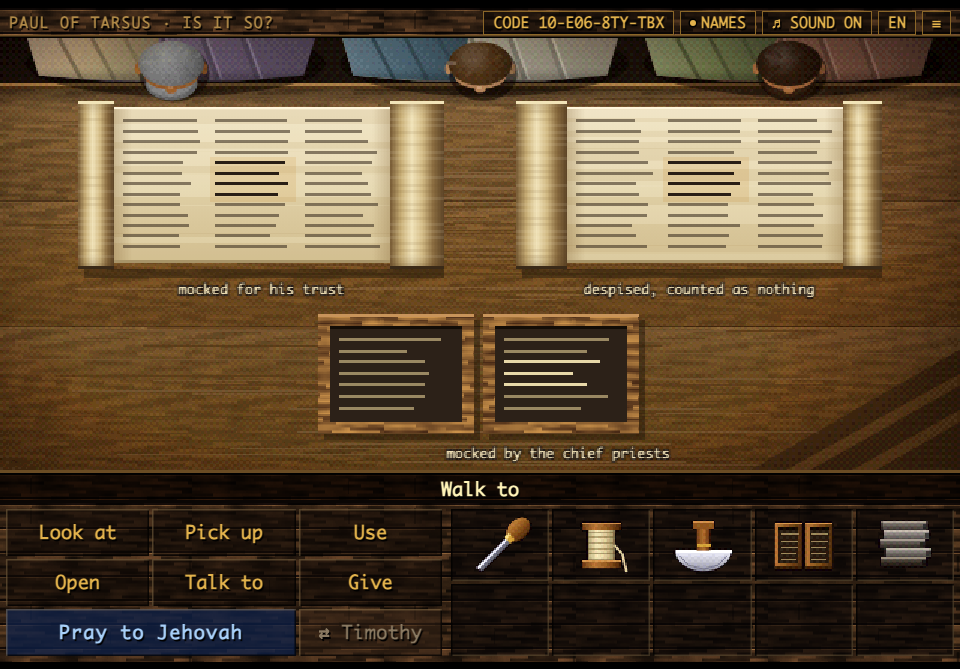 PAUL OF TARSUS · IS IT SO?
CODE 10-E06-8TY-TBX
• NAMES
♬ SOUND ON
EN
≡
mocked for his trust
despised, counted as nothing
mocked by the chief priests
Walk to
Look at
Pick up
Use
Open
Talk to
Give
Pray to Jehovah
⇄ Timothy